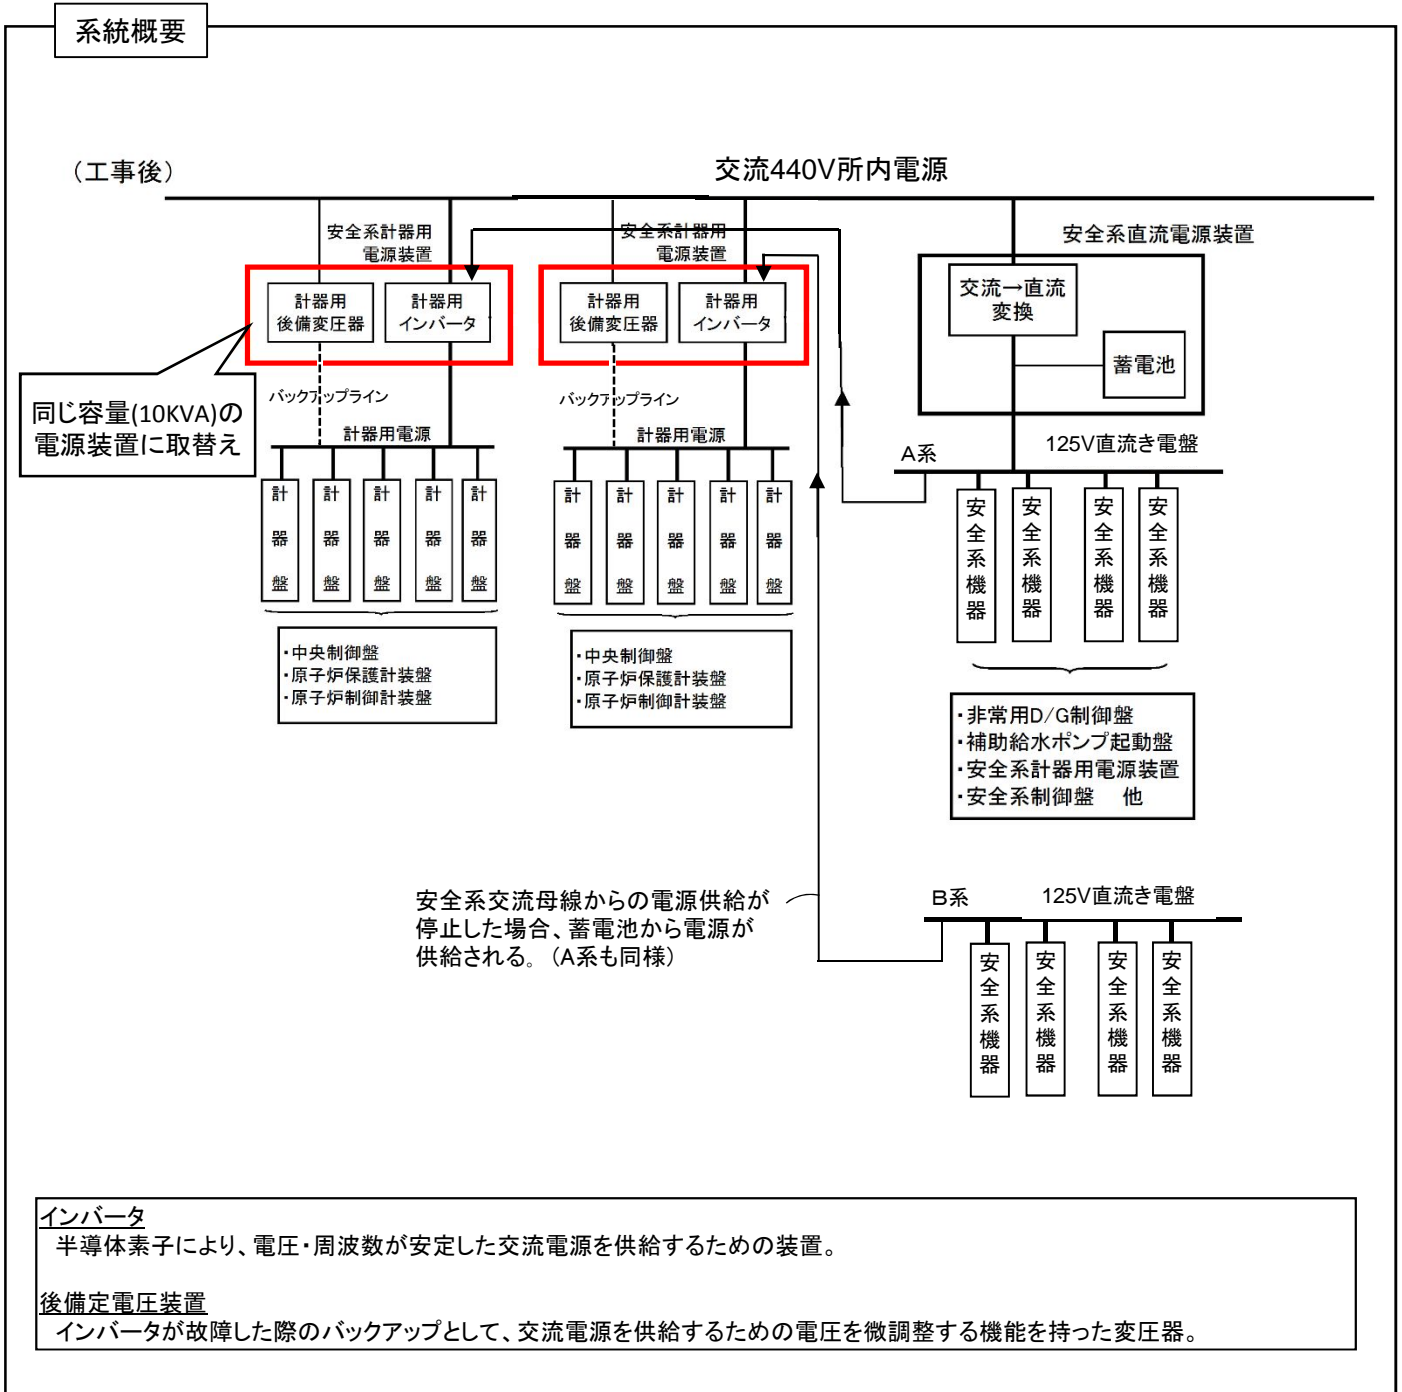 系統概要
（工事後）
交流440V所内電源
安全系計器用
電源装置
計器用
後備変圧器
計器用
インバータ
バックアップライン
計器用電源
計器盤
計器盤
計器盤
計器盤
計器盤
・中央制御盤
・原子炉保護計装盤
・原子炉制御計装盤
同じ容量(10KVA)の
電源装置に取替え
安全系計器用
電源装置
計器用
後備変圧器
計器用
インバータ
バックアップライン
計器用電源
計器盤
計器盤
計器盤
計器盤
計器盤
・中央制御盤
・原子炉保護計装盤
・原子炉制御計装盤
安全系直流電源装置
交流→直流
変換
蓄電池
A系
125V直流き電盤
安全系機器
安全系機器
安全系機器
安全系機器
・非常用D/G制御盤
・補助給水ポンプ起動盤
・安全系計器用電源装置
・安全系制御盤　他
安全系交流母線からの電源供給が
停止した場合、蓄電池から電源が
供給される。（A系も同様）
B系
125V直流き電盤
安全系機器
安全系機器
安全系機器
安全系機器
インバータ
半導体素子により、電圧・周波数が安定した交流電源を供給するための装置。
後備定電圧装置
インバータが故障した際のバックアップとして、交流電源を供給するための電圧を微調整する機能を持った変圧器。